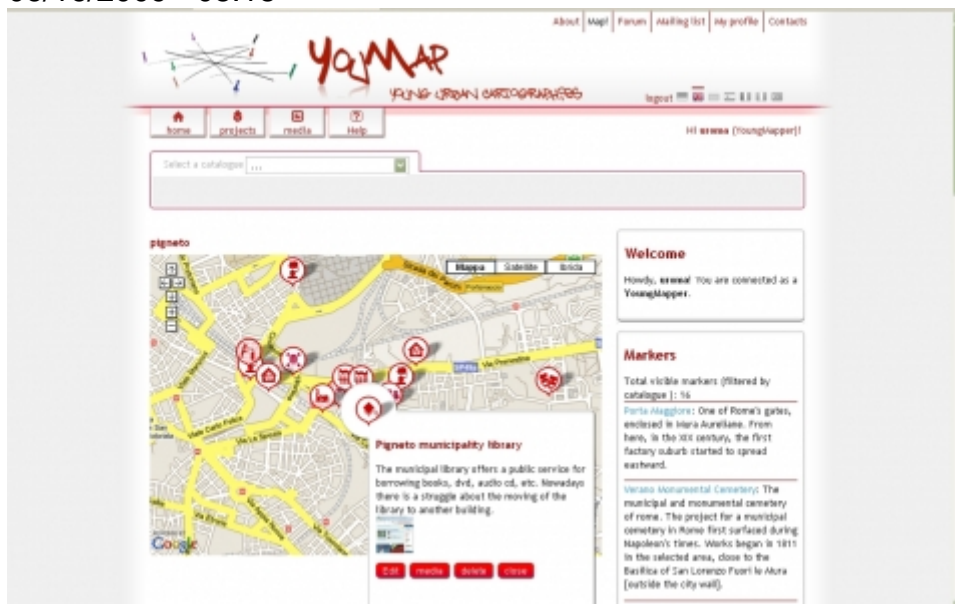 About Map! Forum Mailing list My profile Contacts
YOUNG URBAN CARTOGRAPHERS
logout
home projects media Help
Hi uroma (YoungMapper)!
Select a catalogue ...
pigneto
Mappa Satellite Ibrida
Via Prenestina
Google
Pigneto municipality library
The municipal library offers a public service for
borrowing books, dvd, audio cd, etc. Nowadays
there is a struggle about the moving of the
library to another building.
Edit media delete close
Welcome
Howdy, uroma! You are connected as a
YoungMapper.
Markers
Total visible markers (filtered by
catalogue ): 16
Porta Maggiore: One of Rome's gates,
enclosed in Mura Aureliane. From
here, in the XIX century, the first
factory suburb started to spread
eastward.
Verano Monumental Cemetery: The
municipal and monumental cemetery
of rome. The project for a municipal
cemetery in Rome first surfaced during
Napoleon's times. Works began in 1811
in the selected area, close to the
Basilica of San Lorenzo Fuori le Mura
[outside the city wall].